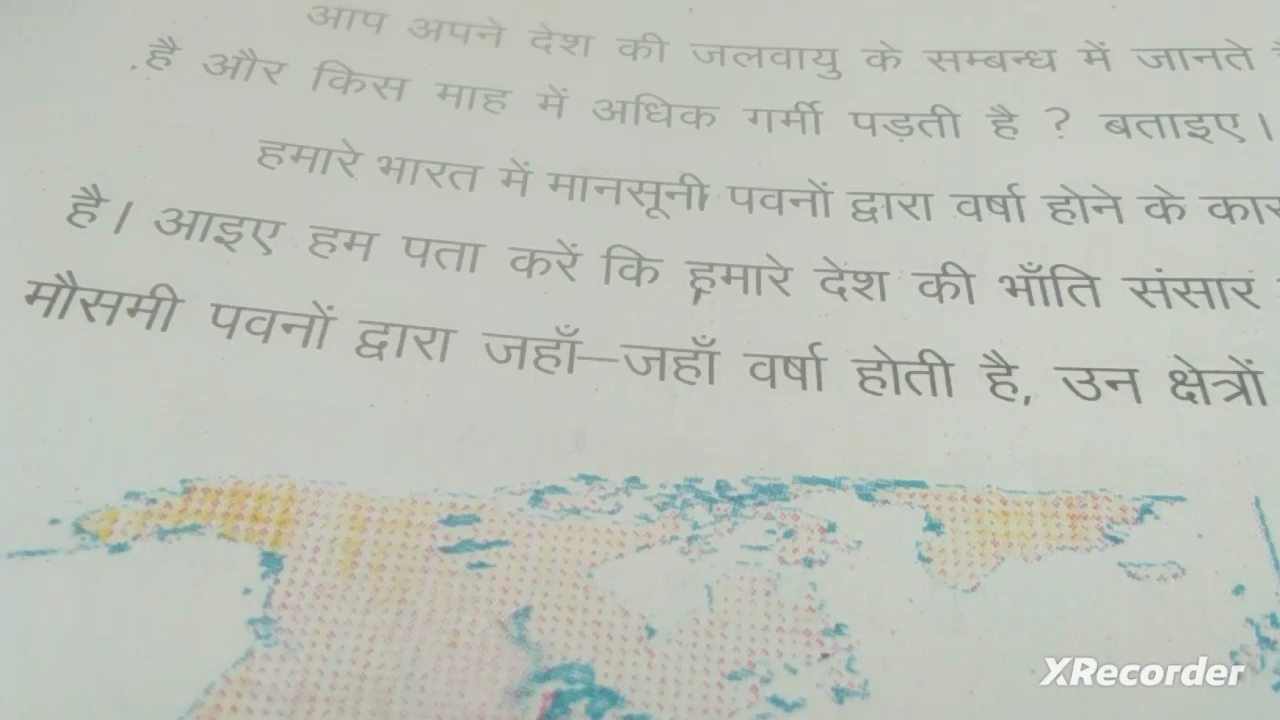 आप अपने देश की जलवायु के सम्बन्ध में जानते
है और किस माह में अधिक गर्मी पड़ती है ? बताइए।
हमारे भारत में मानसूनी पवनों द्वारा वर्षा होने के
है। आइए हम पता करें कि हमारे देश की भाँति संसार
मौसमी पवनों द्वारा जहाँ–जहाँ वर्षा होती है, उन क्षेत्रों
XRecorder